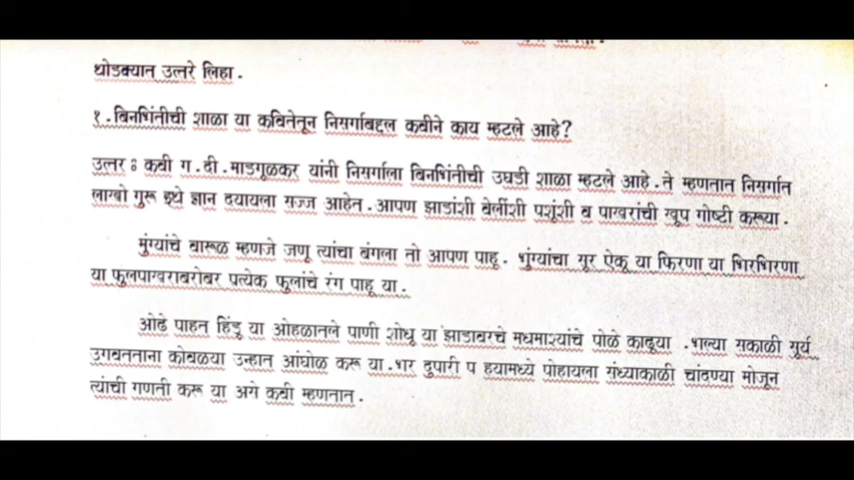 थोडक्यात उत्तरे लिहा.
१.बिनभिंतीची शाळा या कवितेतून निसर्गाबद्दल कवीने काय म्हटले आहे?
उत्तर ः कवी ग.दी.माडगूळकर यांनी निसर्गाला बिनभिंतीची उघडी शाळा म्हटले आहे.ते म्हणतात निसर्गात
लाखो गुरू इथे ज्ञान दयायला सज्ज आहेत.आपण झाडांशी वेलींशी पशूंशी व पाखरांची खूप गोष्टी करूया.
मुंग्यांचे वारूळ म्हणजे जणू त्यांचा बंगला तो आपण पाहू. भुंग्यांचा सूर ऐकू या फिरणा या भिरभिरणा
या फुलपाखराबरोबर प्रत्येक फुलांचे रंग पाहू या.
ओढे पाहत हिंडु या ओहळातले पाणी शोधू या झाडावरचे मधमाश्यांचे पोळे काढूया .भल्या सकाळी सूर्य
उगवतताना कोवळया उन्हात आंघोळ करू या.भर दुपारी प हयामध्ये पोहायला संध्याकाळी चांदण्या मोजून
त्यांची गणती करू या असे कवी म्हणतात.